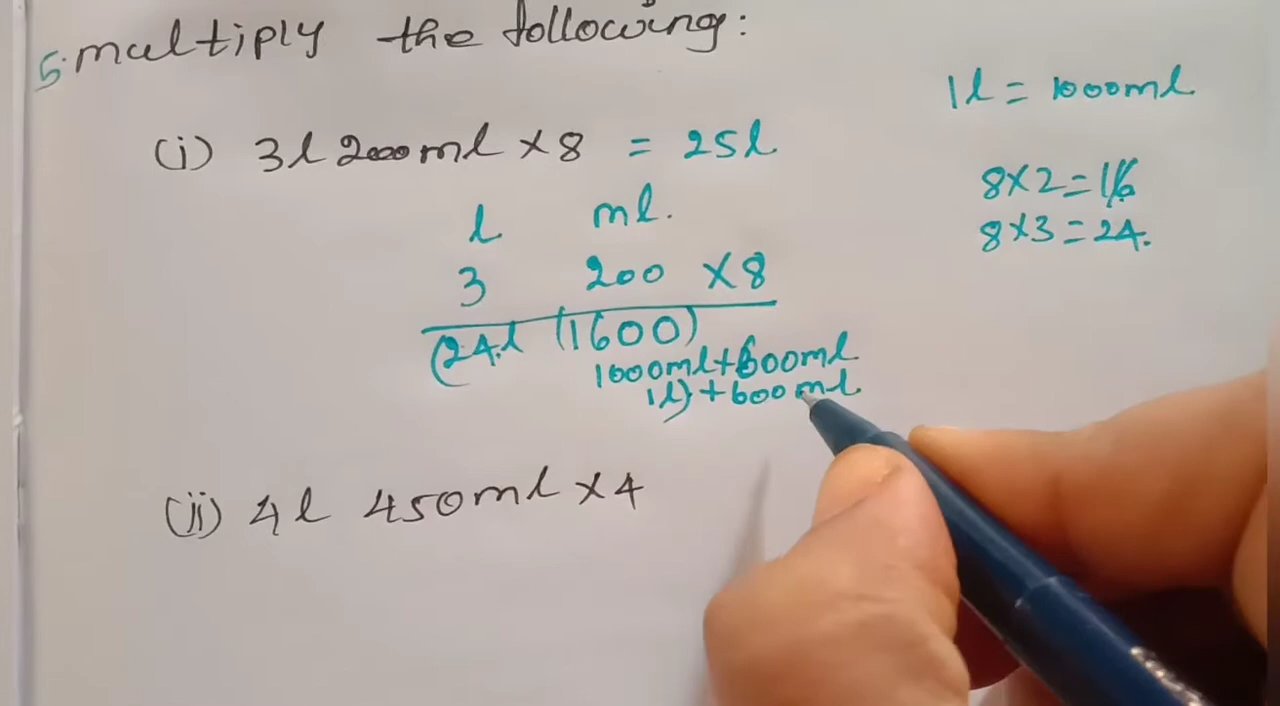 5. multiply the following:
1l = 1000ml
(i) 3l 200ml × 8 = 25l
8×2=16
8×3=24.
l ml.
3 200 ×8
(24.l (1600)
1000ml+600ml
1l) + 600ml
(ii) 4l 450ml × 4